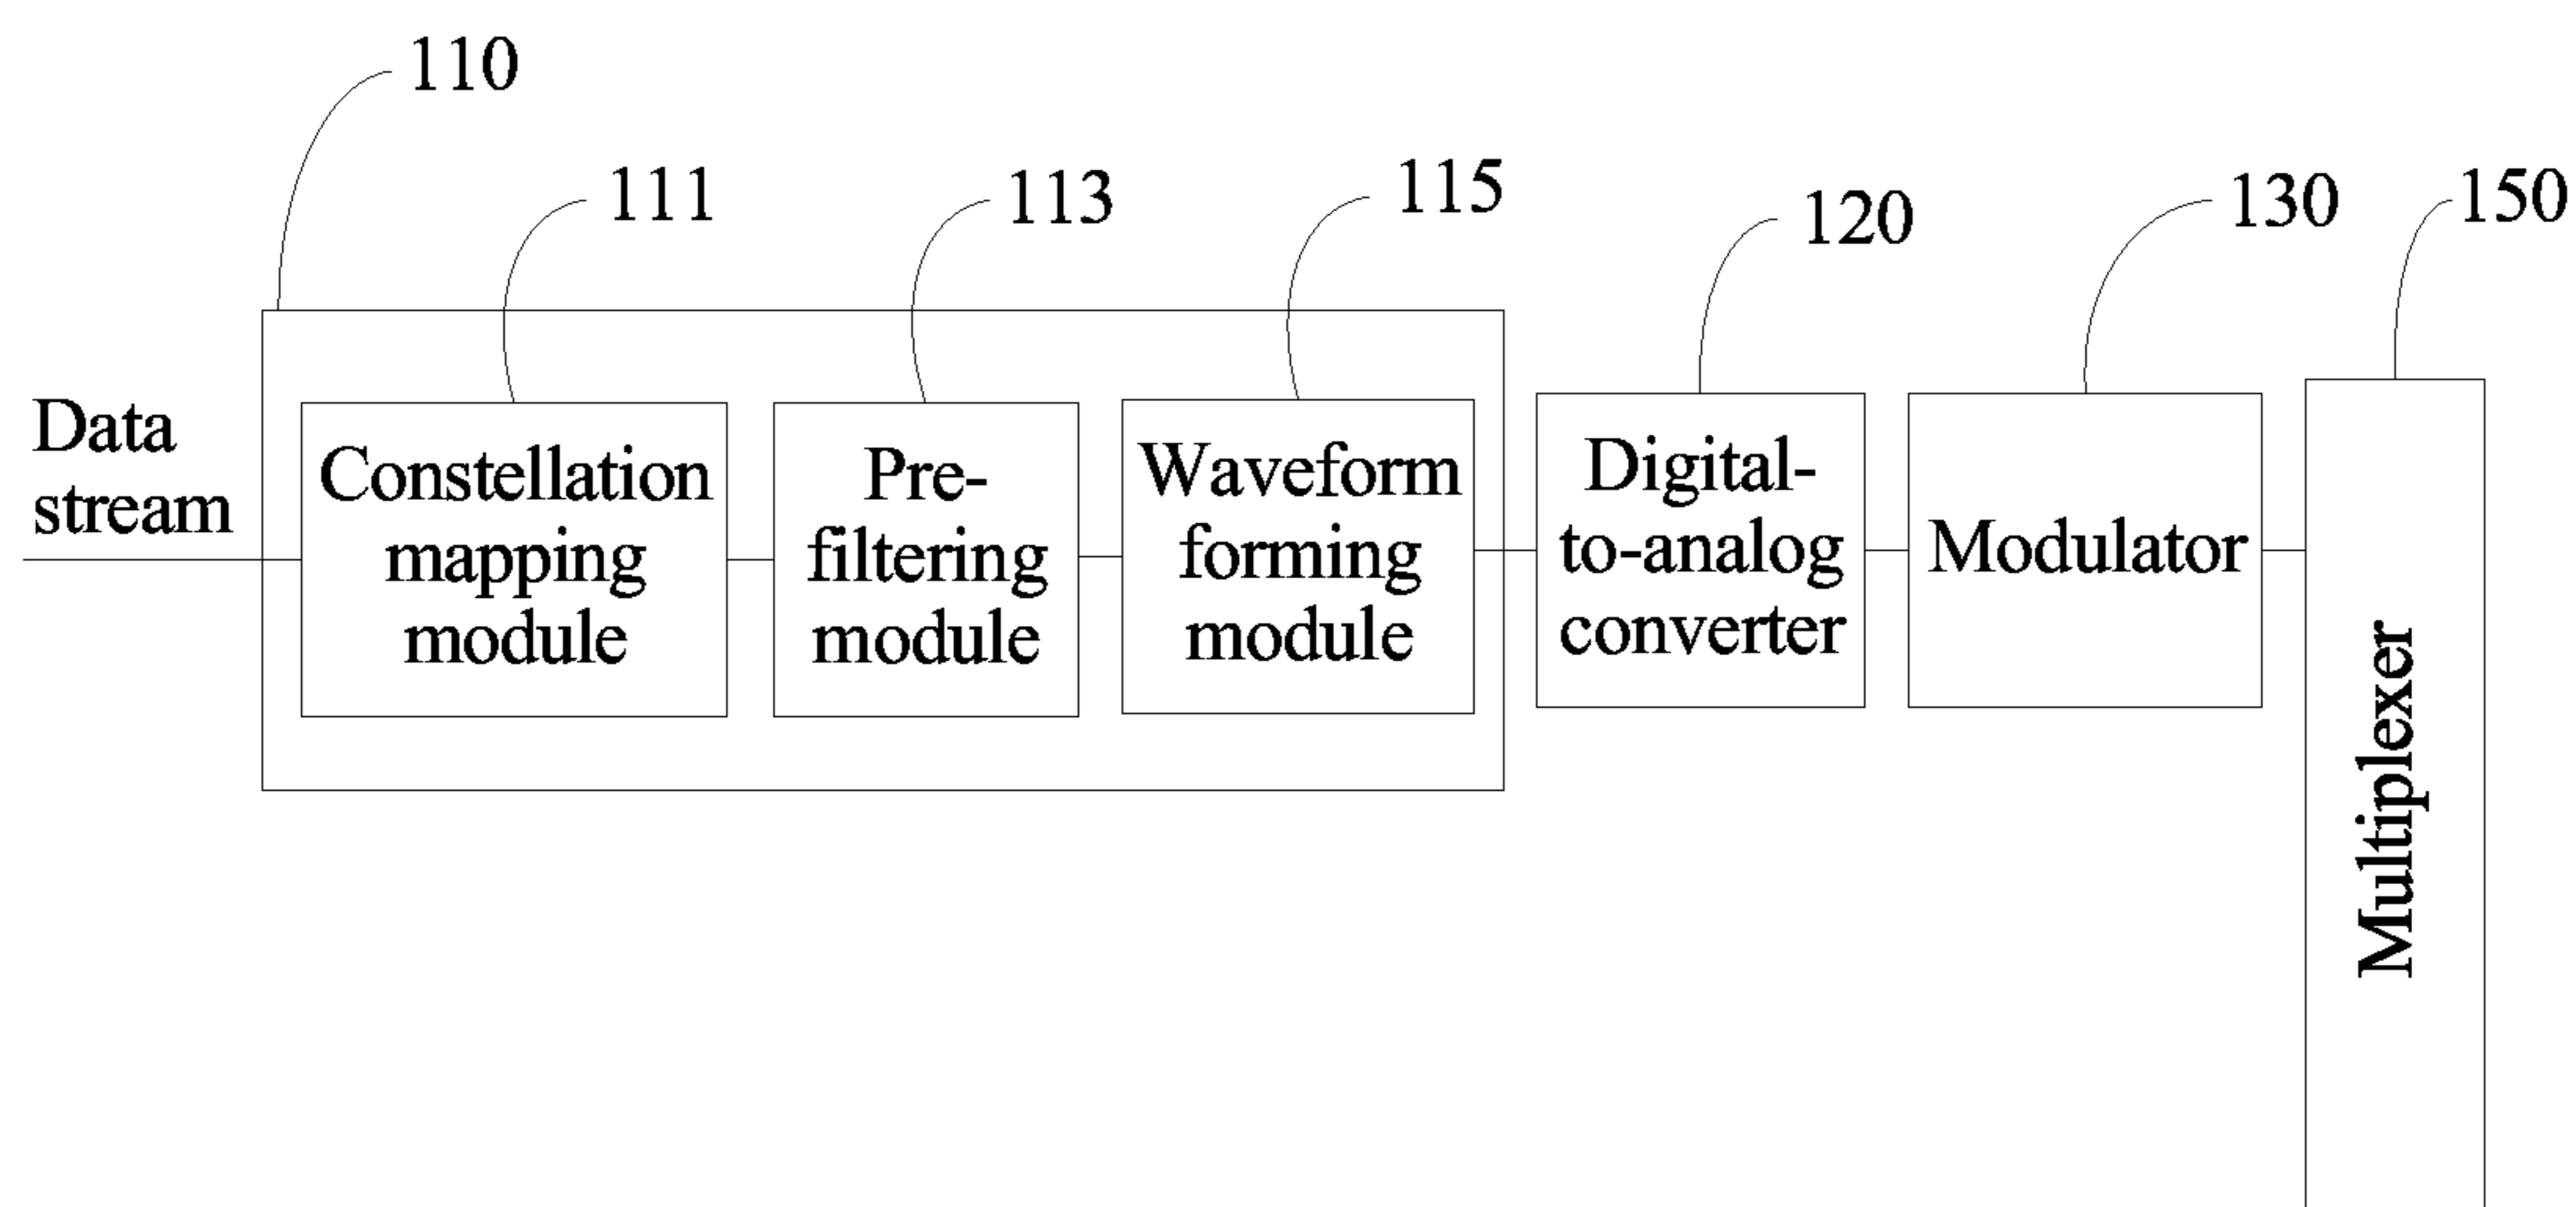 110
111
113
115
120
130
150
Data
stream
Constellation
mapping
module
Pre-
filtering
module
Waveform
forming
module
Digital-
to-analog
converter
Modulator
Multiplexer